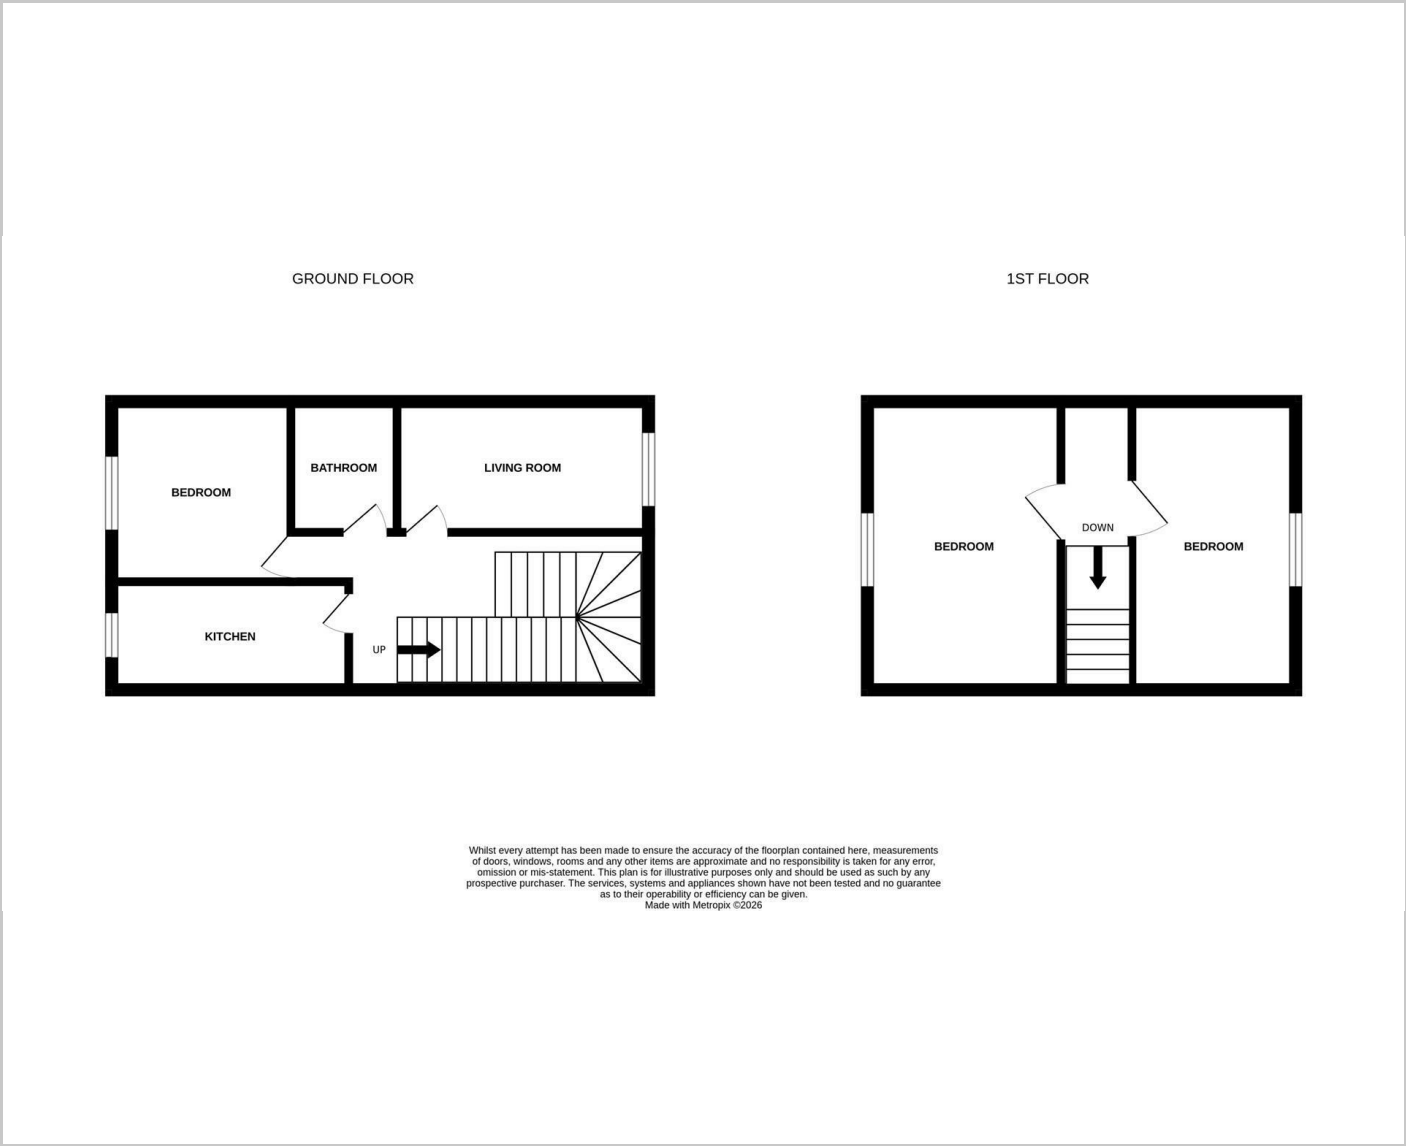 GROUND FLOOR
1ST FLOOR
BATHROOM
LIVING ROOM
BEDROOM
KITCHEN
UP
DOWN
BEDROOM
BEDROOM
Whilst every attempt has been made to ensure the accuracy of the floorplan contained here, measurements
of doors, windows, rooms and any other items are approximate and no responsibility is taken for any error,
omission or mis-statement. This plan is for illustrative purposes only and should be used as such by any
prospective purchaser. The services, systems and appliances shown have not been tested and no guarantee
as to their operability or efficiency can be given.
Made with Metropix ©2026